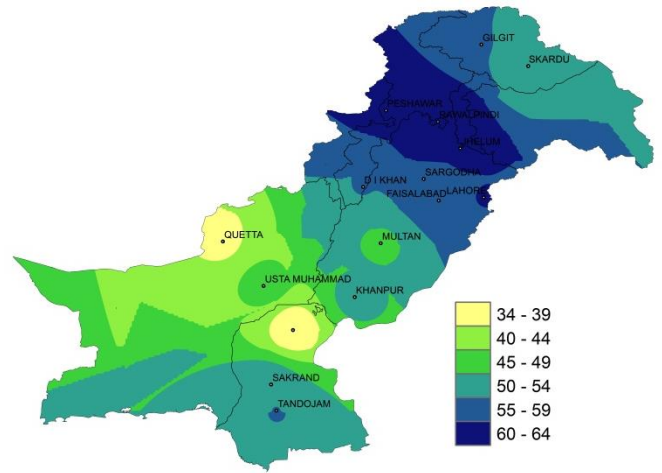 GILGIT
SKARDU
PESHAWAR
RAWALPINDI
JHELUM
SARGODHA
D I KHAN
FAISALABAD
LAHORE
QUETTA
MULTAN
USTA MUHAMMAD
KHANPUR
34 - 39
40 - 44
45 - 49
50 - 54
55 - 59
60 - 64
SAKRAND
TANDOJAM